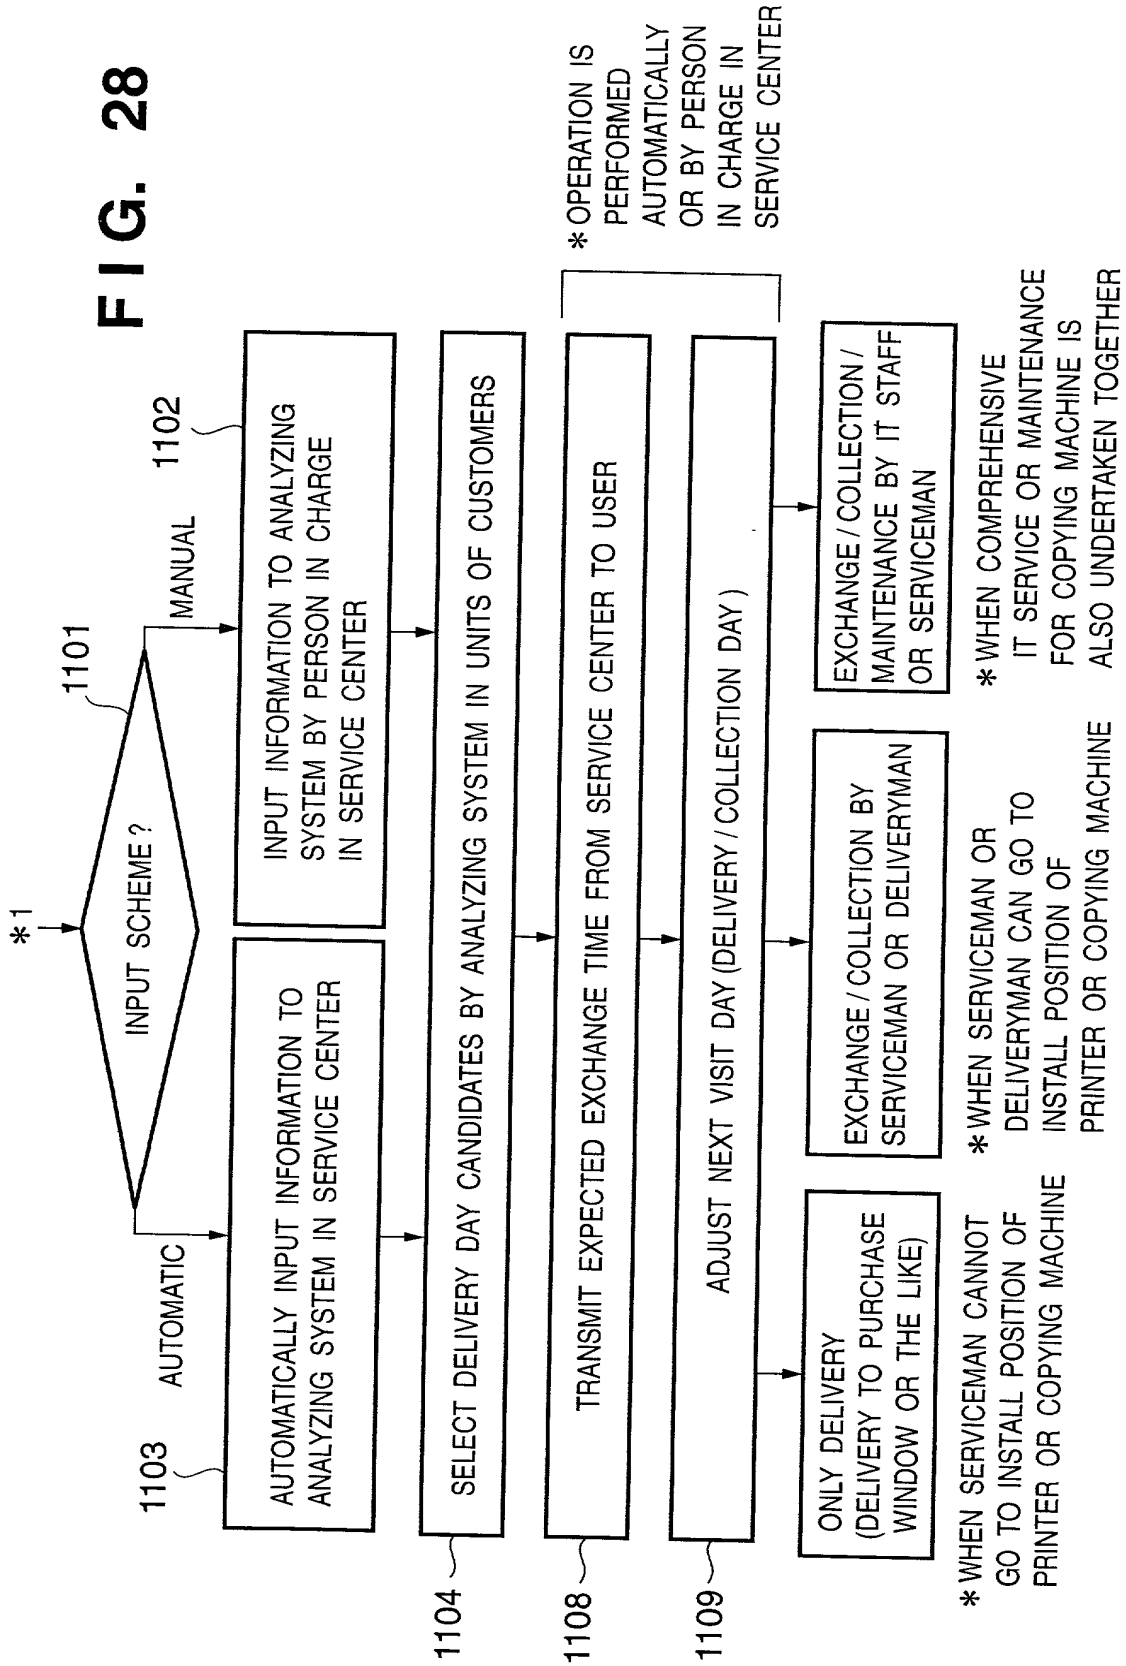 FIG. 28
*1
1101
INPUT SCHEME?
AUTOMATIC
MANUAL
1103
AUTOMATICALLY INPUT INFORMATION TO
ANALYZING SYSTEM IN SERVICE CENTER
1102
INPUT INFORMATION TO ANALYZING
SYSTEM BY PERSON IN CHARGE
IN SERVICE CENTER
1104
SELECT DELIVERY DAY CANDIDATES BY ANALYZING SYSTEM IN UNITS OF CUSTOMERS
1108
TRANSMIT EXPECTED EXCHANGE TIME FROM SERVICE CENTER TO USER
1109
ADJUST NEXT VISIT DAY (DELIVERY/COLLECTION DAY)
*OPERATION IS
PERFORMED
AUTOMATICALLY
OR BY PERSON
IN CHARGE IN
SERVICE CENTER
ONLY DELIVERY
(DELIVERY TO PURCHASE
WINDOW OR THE LIKE)
*WHEN SERVICEMAN CANNOT
GO TO INSTALL POSITION OF
PRINTER OR COPYING MACHINE
EXCHANGE/COLLECTION BY
SERVICEMAN OR DELIVERYMAN
*WHEN SERVICEMAN OR
DELIVERYMAN CAN GO TO
INSTALL POSITION OF
PRINTER OR COPYING MACHINE
EXCHANGE/COLLECTION/
MAINTENANCE BY IT STAFF
OR SERVICEMAN
*WHEN COMPREHENSIVE
IT SERVICE OR MAINTENANCE
FOR COPYING MACHINE IS
ALSO UNDERTAKEN TOGETHER